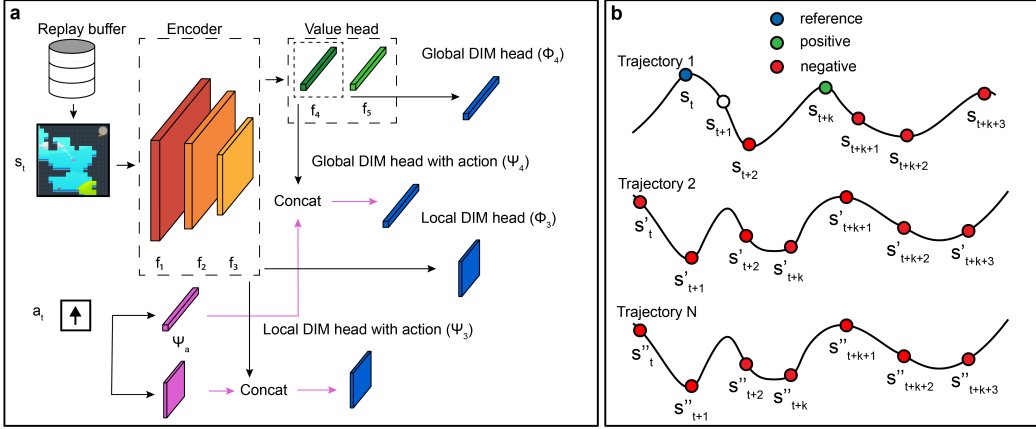 a
Replay buffer
Encoder
Value head
Global DIM head (Φ4)
f4
f5
st
Global DIM head with action (Ψ4)
Concat
Local DIM head (Φ3)
f1
f2
f3
at
Local DIM head with action (Ψ3)
Ψa
Concat
b
reference
positive
negative
Trajectory 1
st
st+1
st+2
st+k
st+k+1
st+k+2
st+k+3
Trajectory 2
s't
s't+1
s't+2
s't+k
s't+k+1
s't+k+2
s't+k+3
Trajectory N
s''t
s''t+1
s''t+2
s''t+k
s''t+k+1
s''t+k+2
s''t+k+3